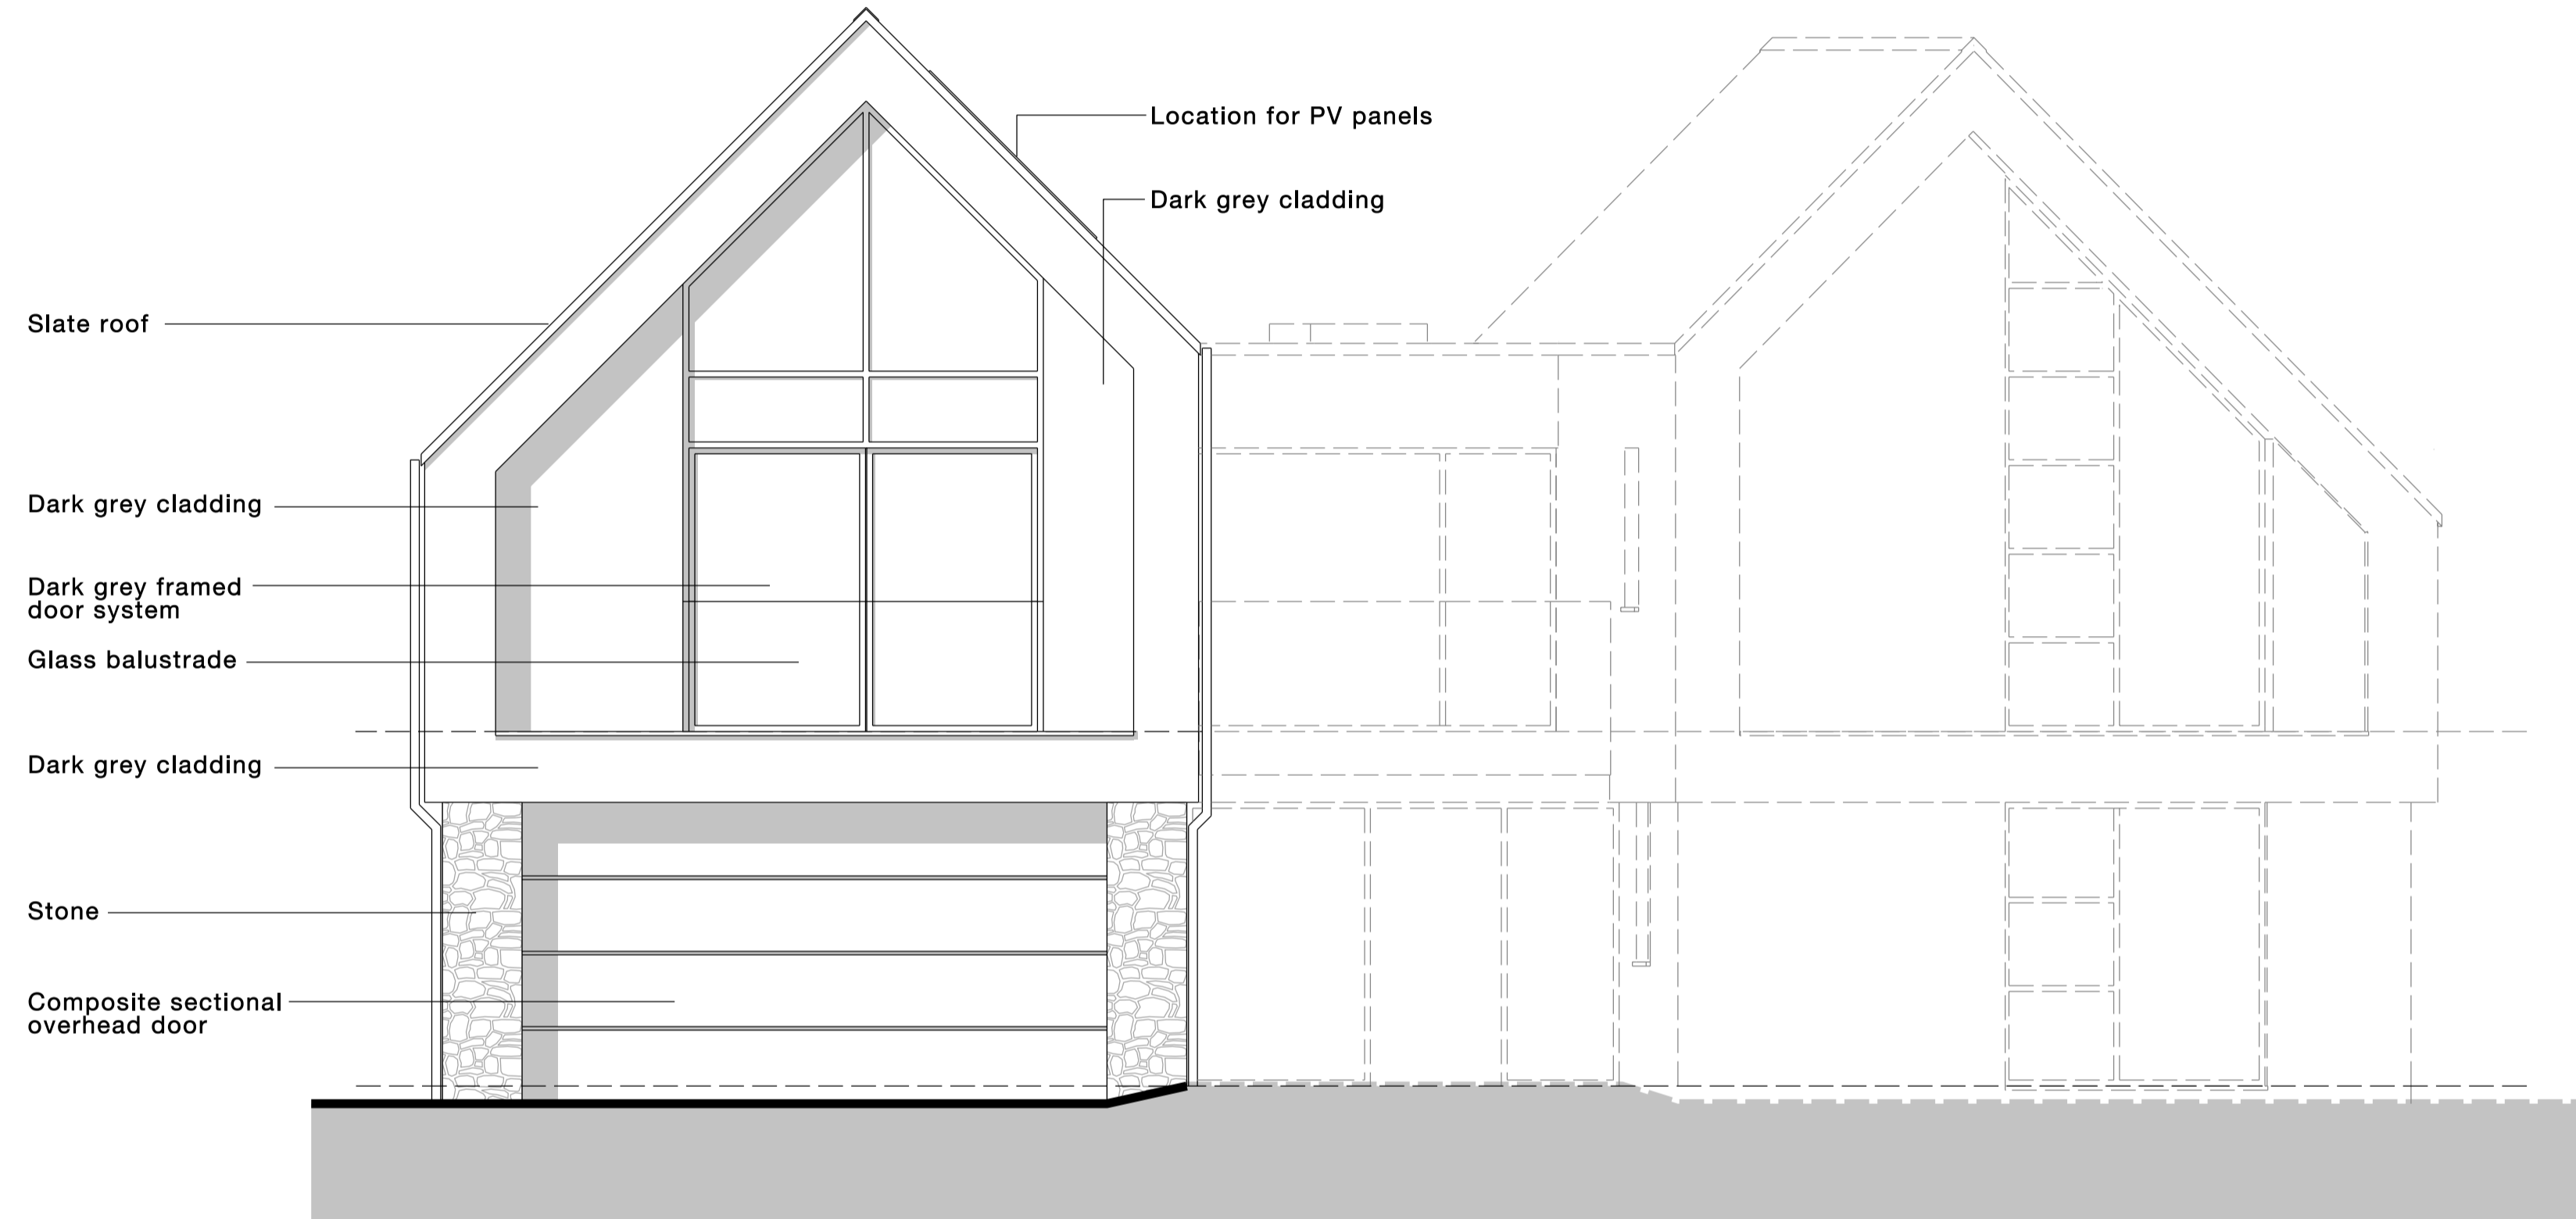 Location for PV panels
Dark grey cladding
Slate roof
Dark grey cladding
Dark grey framed
door system
Glass balustrade
Dark grey cladding
Stone
Composite sectional
overhead door